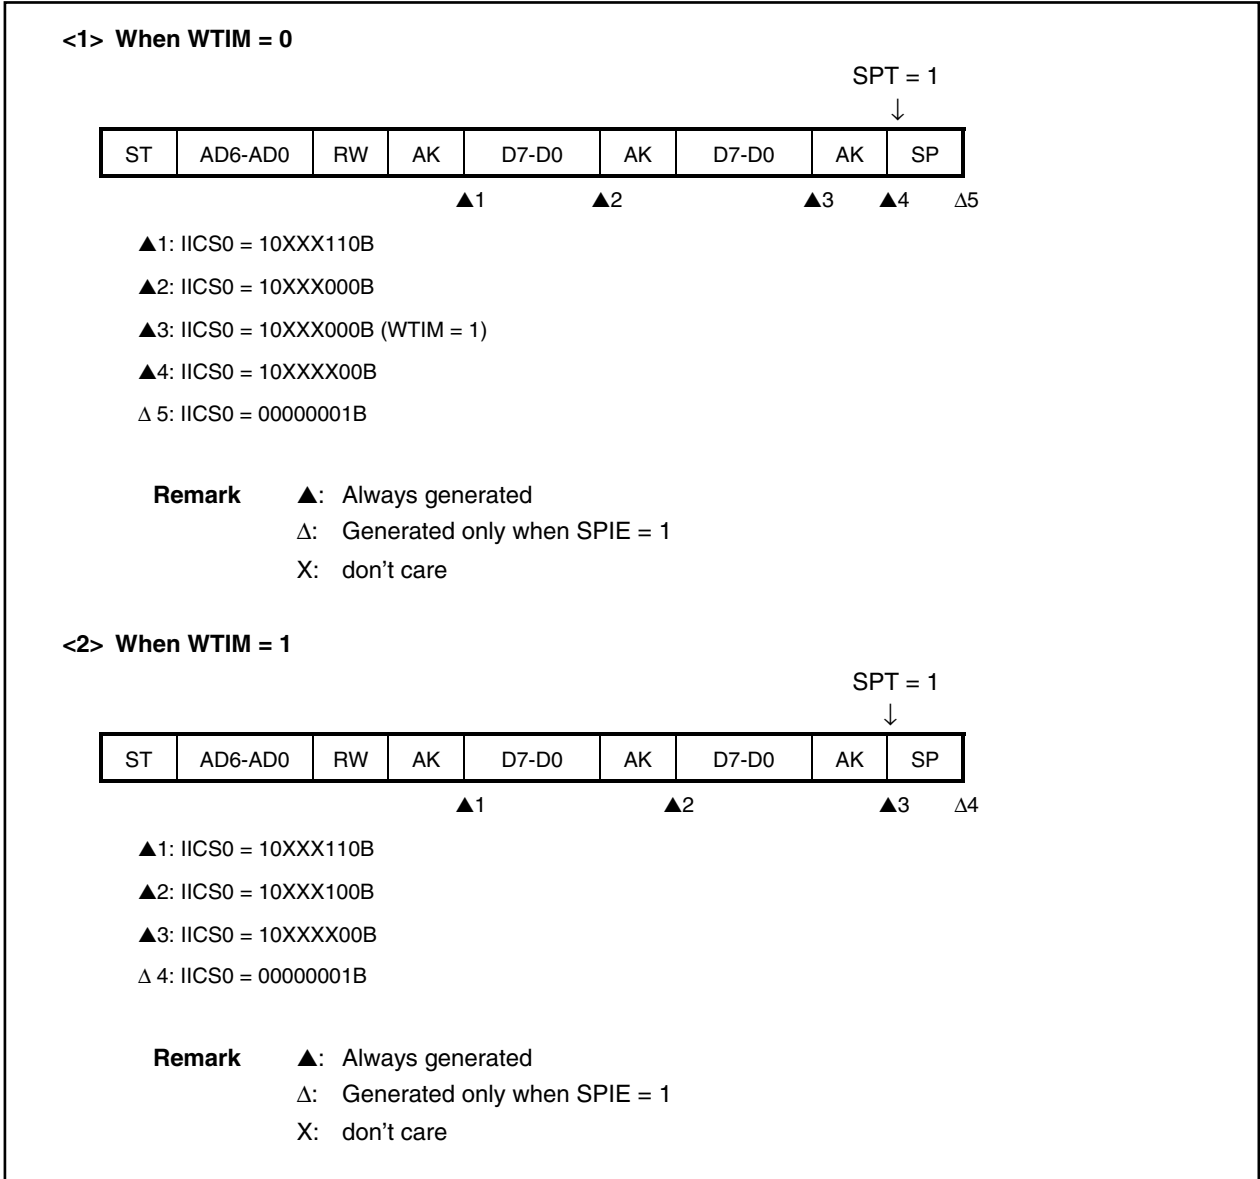 <1> When WTIM = 0
SPT = 1
↓
ST AD6-AD0 RW AK D7-D0 AK D7-D0 AK SP
▲1 ▲2 ▲3 ▲4 Δ5
▲1: IICS0 = 10XXX110B
▲2: IICS0 = 10XXX000B
▲3: IICS0 = 10XXX000B (WTIM = 1)
▲4: IICS0 = 10XXXX00B
Δ 5: IICS0 = 00000001B
Remark ▲: Always generated
Δ: Generated only when SPIE = 1
X: don't care
<2> When WTIM = 1
SPT = 1
↓
ST AD6-AD0 RW AK D7-D0 AK D7-D0 AK SP
▲1 ▲2 ▲3 Δ4
▲1: IICS0 = 10XXX110B
▲2: IICS0 = 10XXX100B
▲3: IICS0 = 10XXXX00B
Δ 4: IICS0 = 00000001B
Remark ▲: Always generated
Δ: Generated only when SPIE = 1
X: don't care